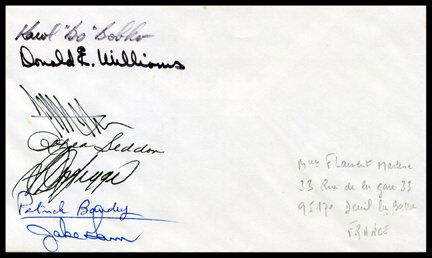 Karol "Bo" Bobko
Donald E. Williams
Rhea Seddon
Patrick Baudry
Jake Garn
Mme Flament Martine
33 Rue de la gare 33
95170 Deuil la Barre
FRANCE